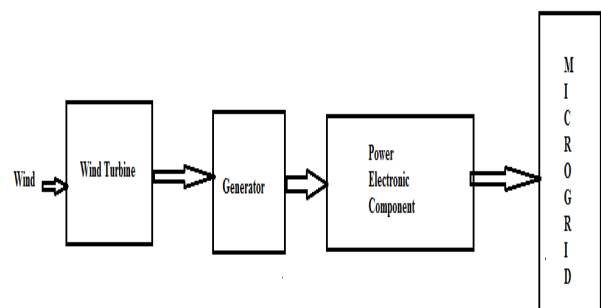 Wind
Wind Turbine
Generator
Power
Electronic
Component
M
I
C
R
O
G
R
I
D